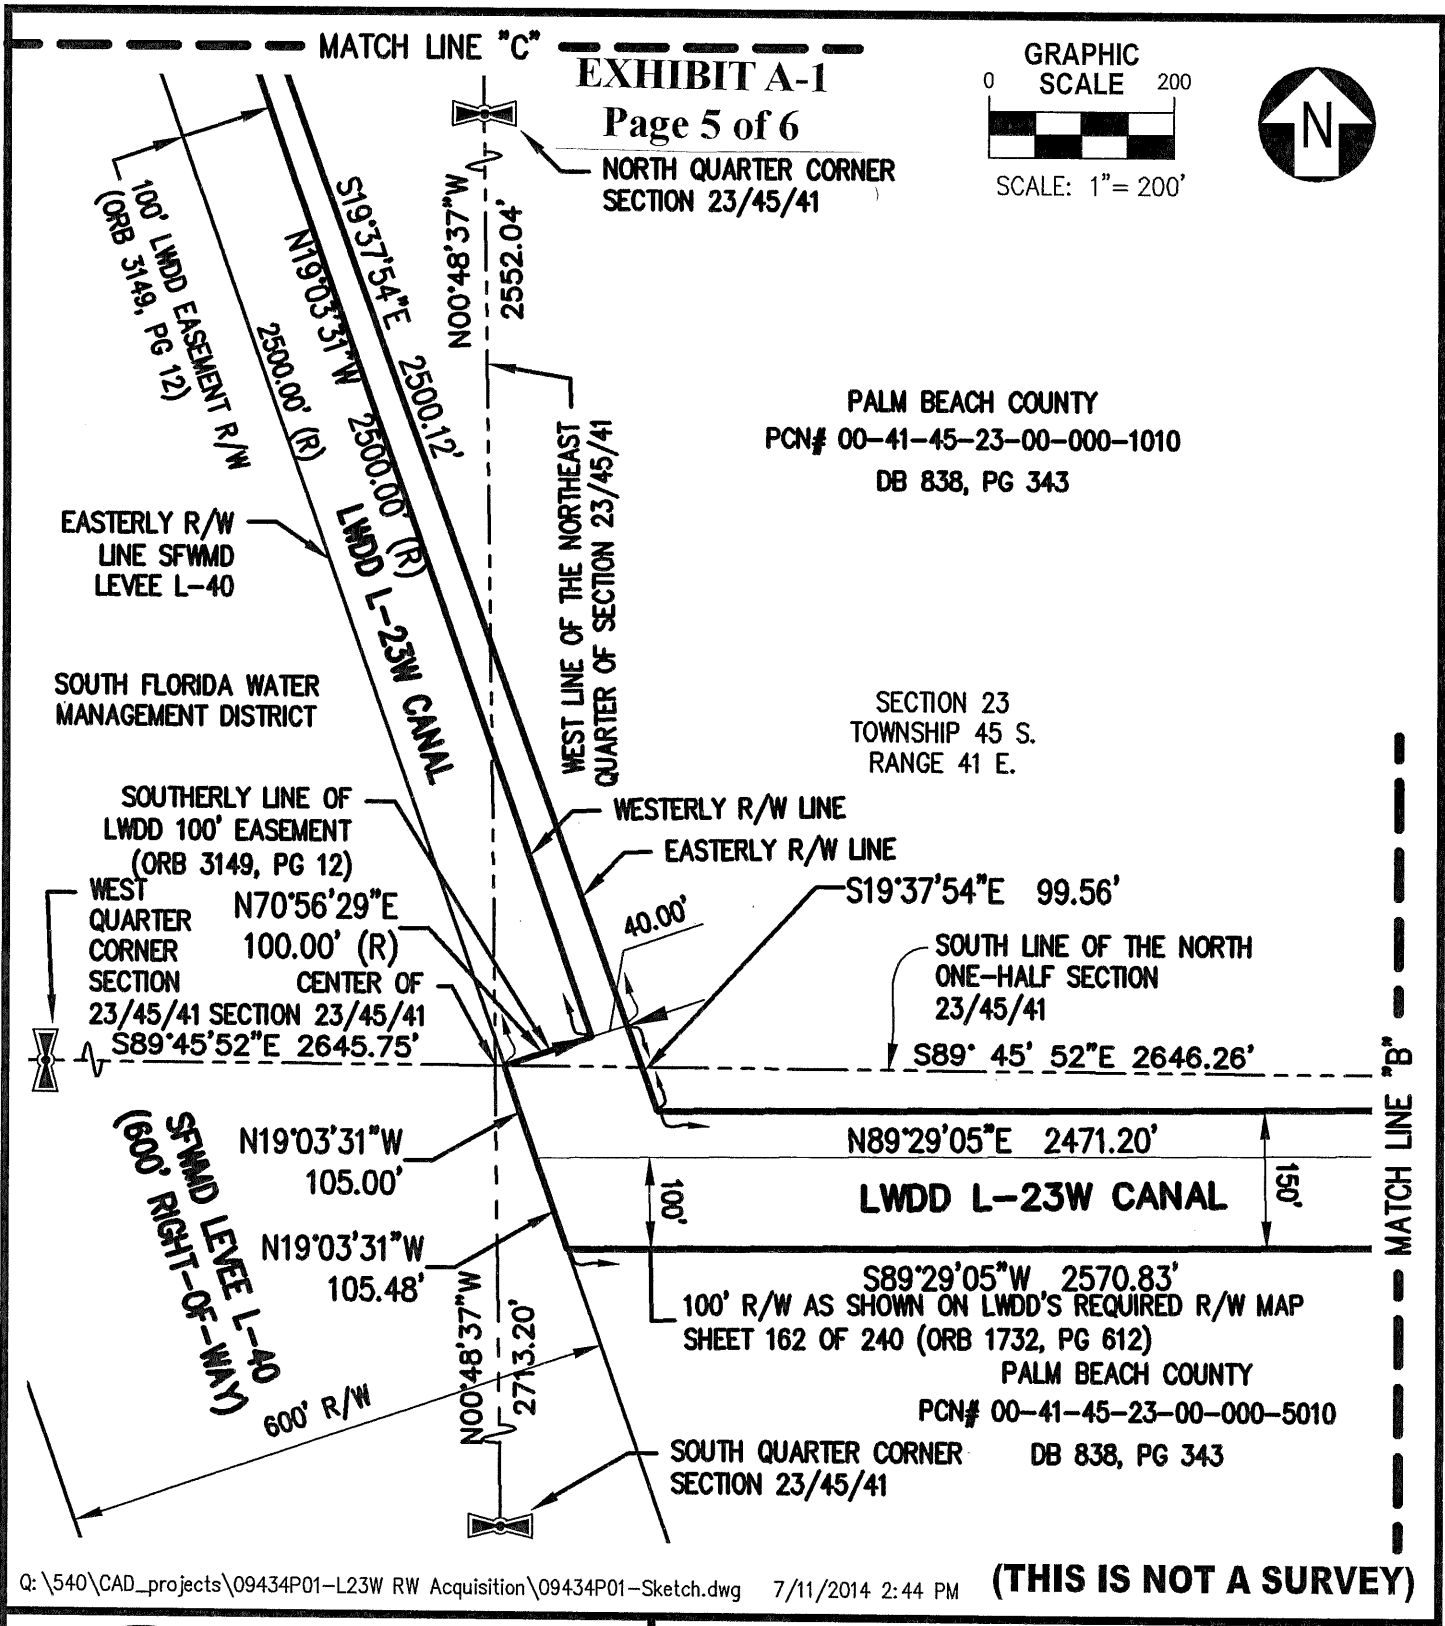 MATCH LINE "C"
EXHIBIT A-1
Page 5 of 6
GRAPHIC
SCALE
0 200
SCALE: 1"= 200'
N
NORTH QUARTER CORNER
SECTION 23/45/41
100' LWDD EASEMENT R/W
(ORB 3149, PG 12)
2500.00' (R)
N19°03'31"W 2500.00' (R)
S19°37'54"E 2500.12'
N00°48'37"W
2552.04'
WEST LINE OF THE NORTHEAST
QUARTER OF SECTION 23/45/41
PALM BEACH COUNTY
PCN# 00-41-45-23-00-000-1010
DB 838, PG 343
EASTERLY R/W
LINE SFWMD
LEVEE L-40
LWDD L-23W CANAL
SOUTH FLORIDA WATER
MANAGEMENT DISTRICT
SECTION 23
TOWNSHIP 45 S.
RANGE 41 E.
SOUTHERLY LINE OF
LWDD 100' EASEMENT
(ORB 3149, PG 12)
WESTERLY R/W LINE
EASTERLY R/W LINE
S19°37'54"E 99.56'
WEST
QUARTER
CORNER
SECTION
23/45/41
N70°56'29"E
100.00' (R)
CENTER OF
SECTION 23/45/41
40.00'
SOUTH LINE OF THE NORTH
ONE-HALF SECTION
23/45/41
S89°45'52"E 2645.75'
S89° 45' 52"E 2646.26'
MATCH LINE "B"
SFWMD LEVEE L-40
(600' RIGHT-OF-WAY)
N19°03'31"W
105.00'
N89°29'05"E 2471.20'
LWDD L-23W CANAL
100'
150'
N19°03'31"W
105.48'
S89°29'05"W 2570.83'
100' R/W AS SHOWN ON LWDD'S REQUIRED R/W MAP
SHEET 162 OF 240 (ORB 1732, PG 612)
N00°48'37"W
2713.20'
600' R/W
PALM BEACH COUNTY
PCN# 00-41-45-23-00-000-5010
DB 838, PG 343
SOUTH QUARTER CORNER
SECTION 23/45/41
Q:\540\CAD_projects\09434P01-L23W RW Acquisition\09434P01-Sketch.dwg 7/11/2014 2:44 PM
(THIS IS NOT A SURVEY)